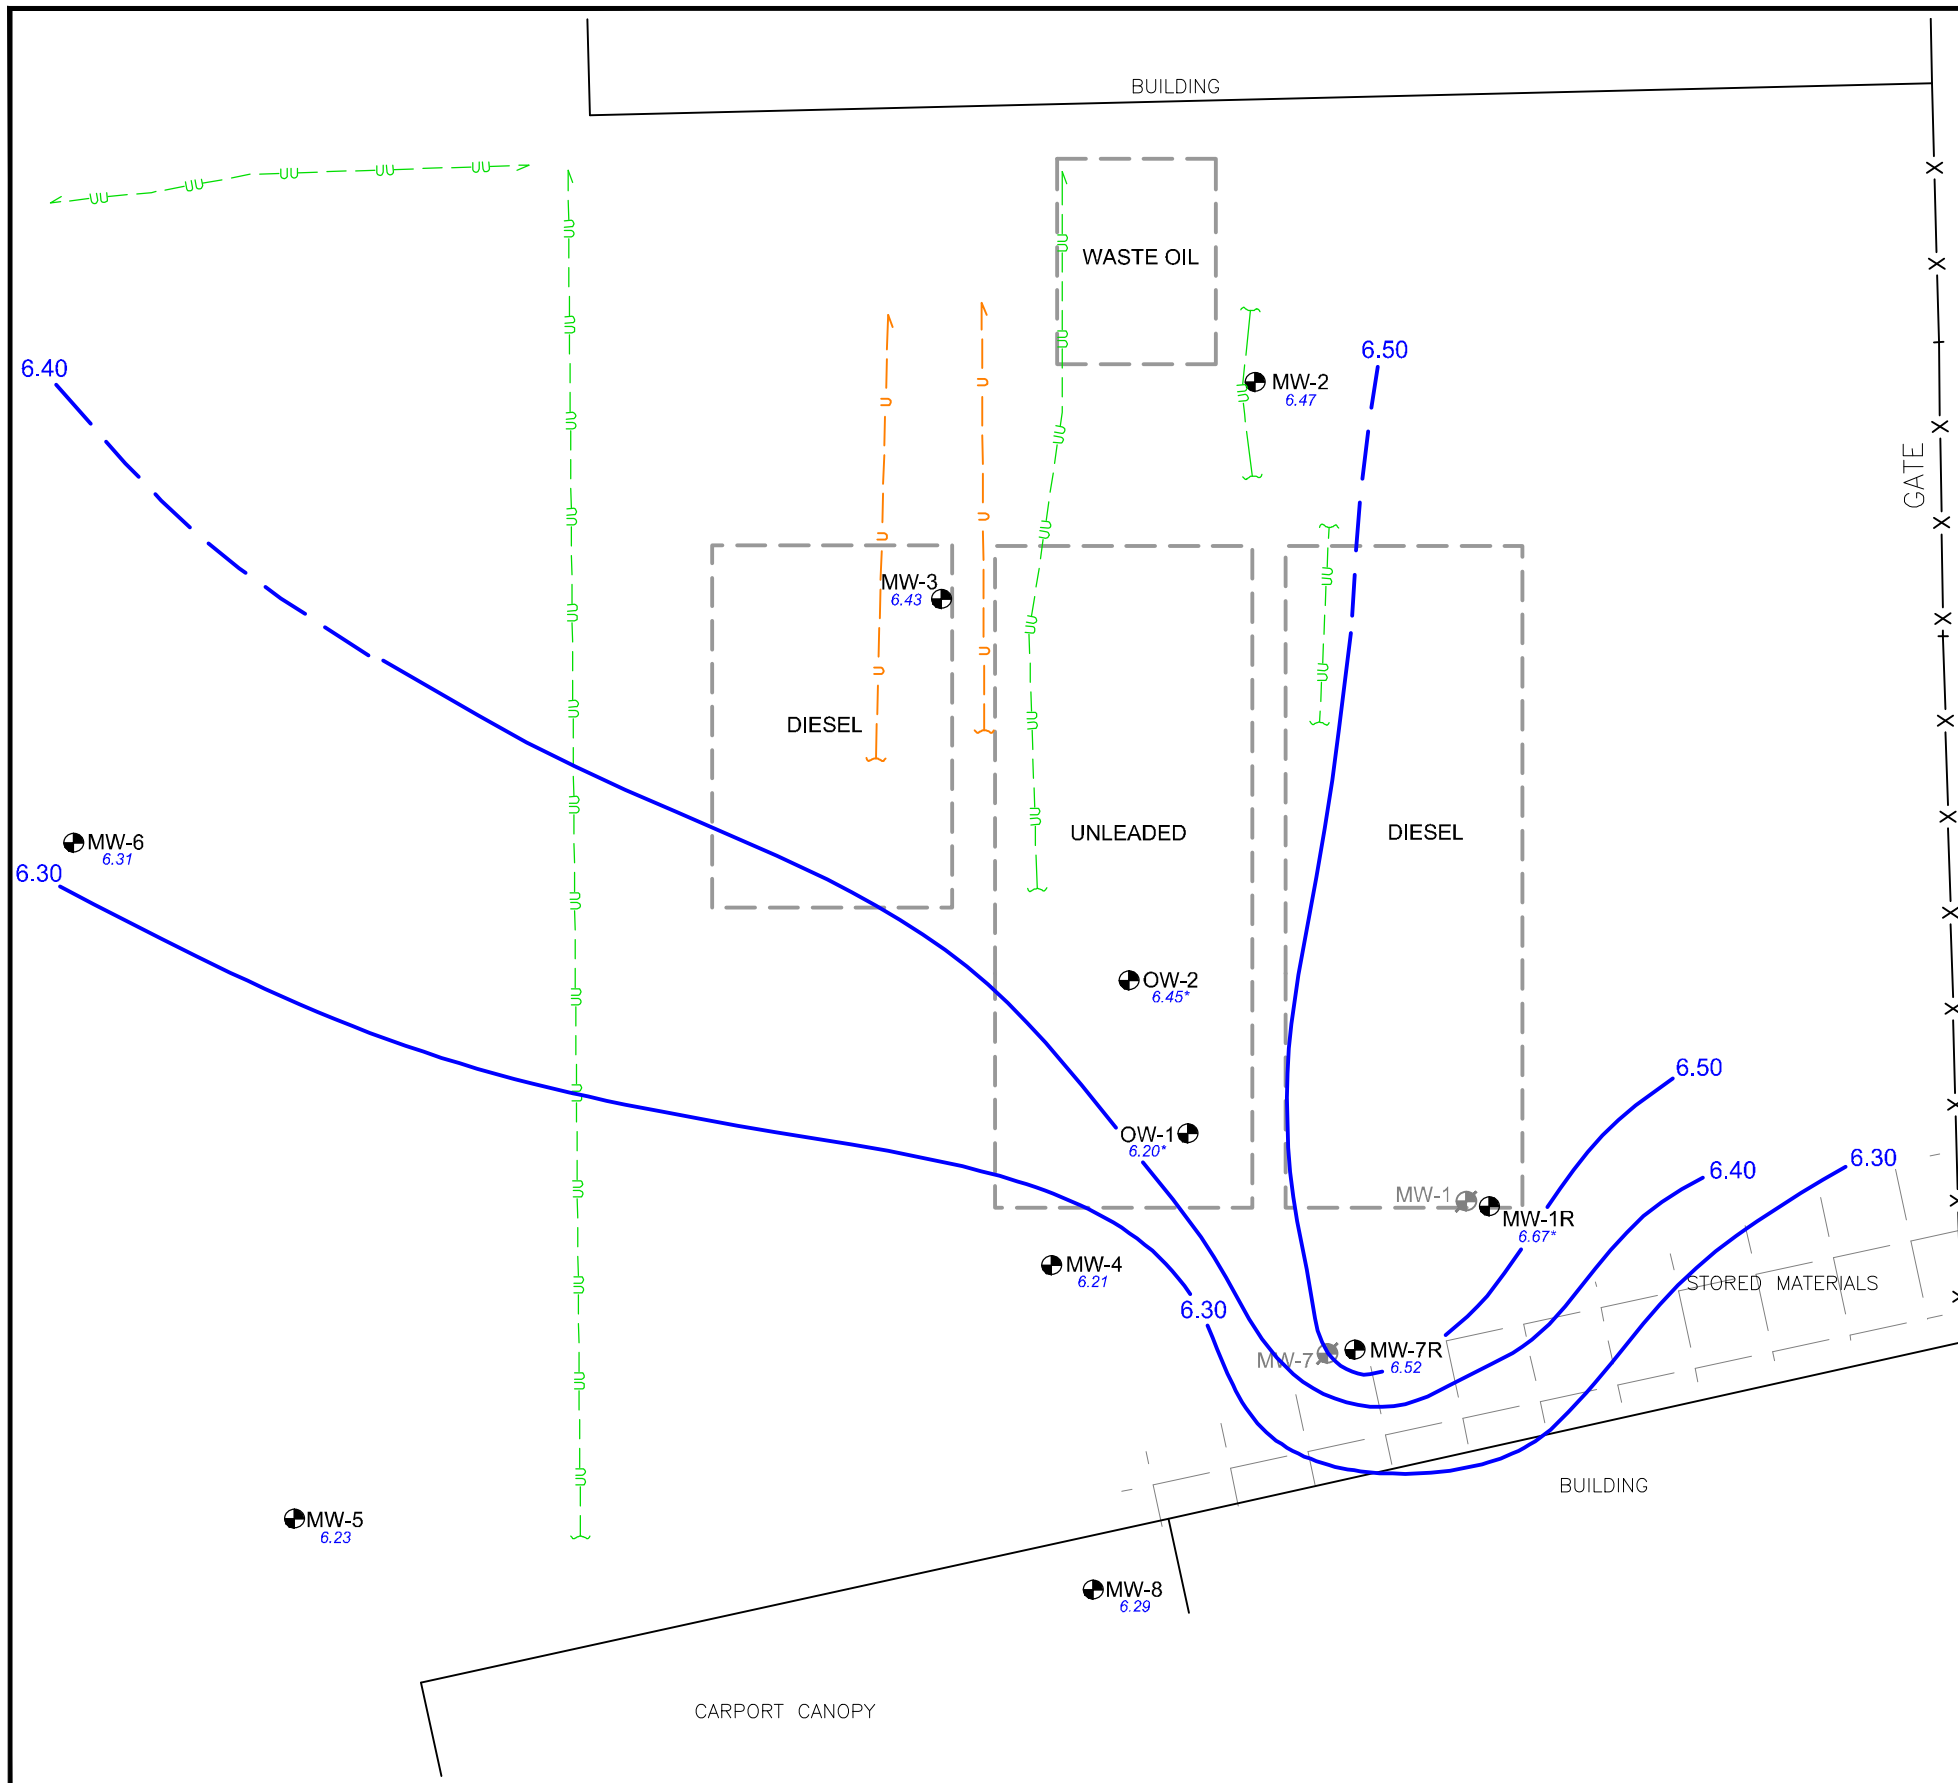 BUILDING
WASTE OIL
6.50
6.40
MW-2
6.47
GATE
MW-3
6.43
DIESEL
UNLEADED
DIESEL
MW-6
6.31
6.30
OW-2
6.45*
6.50
OW-1
6.20*
6.30
6.40
MW-1
MW-1R
6.67*
MW-4
6.21
STORED MATERIALS
6.30
MW-7
MW-7R
6.52
BUILDING
MW-5
6.23
MW-8
6.29
CARPORT CANOPY